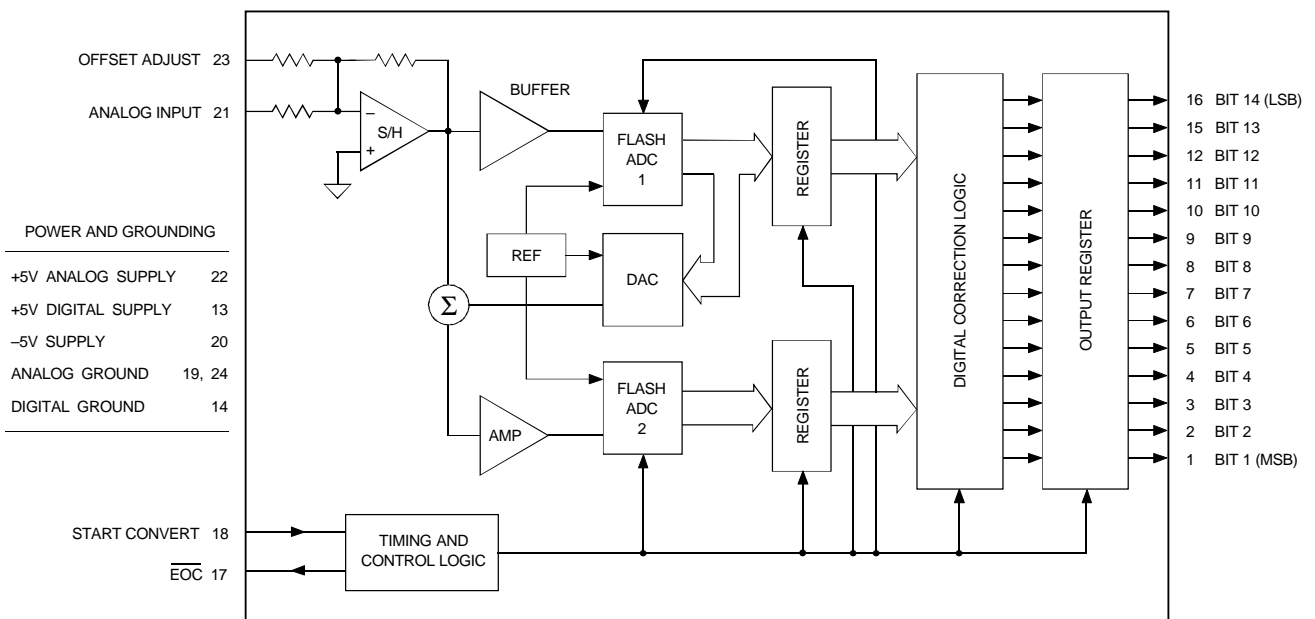 OFFSET ADJUST 23
ANALOG INPUT 21
POWER AND GROUNDING
+5V ANALOG SUPPLY 22
+5V DIGITAL SUPPLY 13
–5V SUPPLY 20
ANALOG GROUND 19, 24
DIGITAL GROUND 14
START CONVERT 18
EOC 17
–
S/H
+
BUFFER
FLASH
ADC
1
REF
DAC
Σ
AMP
FLASH
ADC
2
TIMING AND
CONTROL LOGIC
REGISTER
REGISTER
DIGITAL CORRECTION LOGIC
OUTPUT REGISTER
16 BIT 14 (LSB)
15 BIT 13
12 BIT 12
11 BIT 11
10 BIT 10
9 BIT 9
8 BIT 8
7 BIT 7
6 BIT 6
5 BIT 5
4 BIT 4
3 BIT 3
2 BIT 2
1 BIT 1 (MSB)